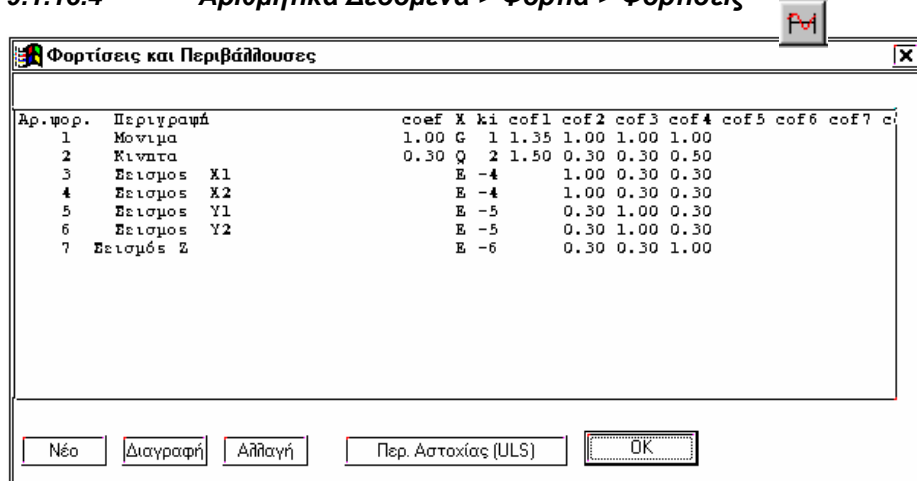 Αριθμητικά Δεδομένα > Φορτία > Φορτίσεις
Φορτίσεις και Περιβάλλουσες
Αρ.φορ. Περιγραφή coef X ki cof1 cof2 cof3 cof4 cof5 cof6 cof7 c
1 Μονιμα 1.00 G 1 1.35 1.00 1.00 1.00
2 Κινητα 0.30 Q 2 1.50 0.30 0.30 0.50
3 Σεισμος X1 E -4 1.00 0.30 0.30
4 Σεισμος X2 E -4 1.00 0.30 0.30
5 Σεισμος Y1 E -5 0.30 1.00 0.30
6 Σεισμος Y2 E -5 0.30 1.00 0.30
7 Σεισμός Z E -6 0.30 0.30 1.00
Νέο Διαγραφή Αλλαγή Περ. Αστοχίας (ULS) OK